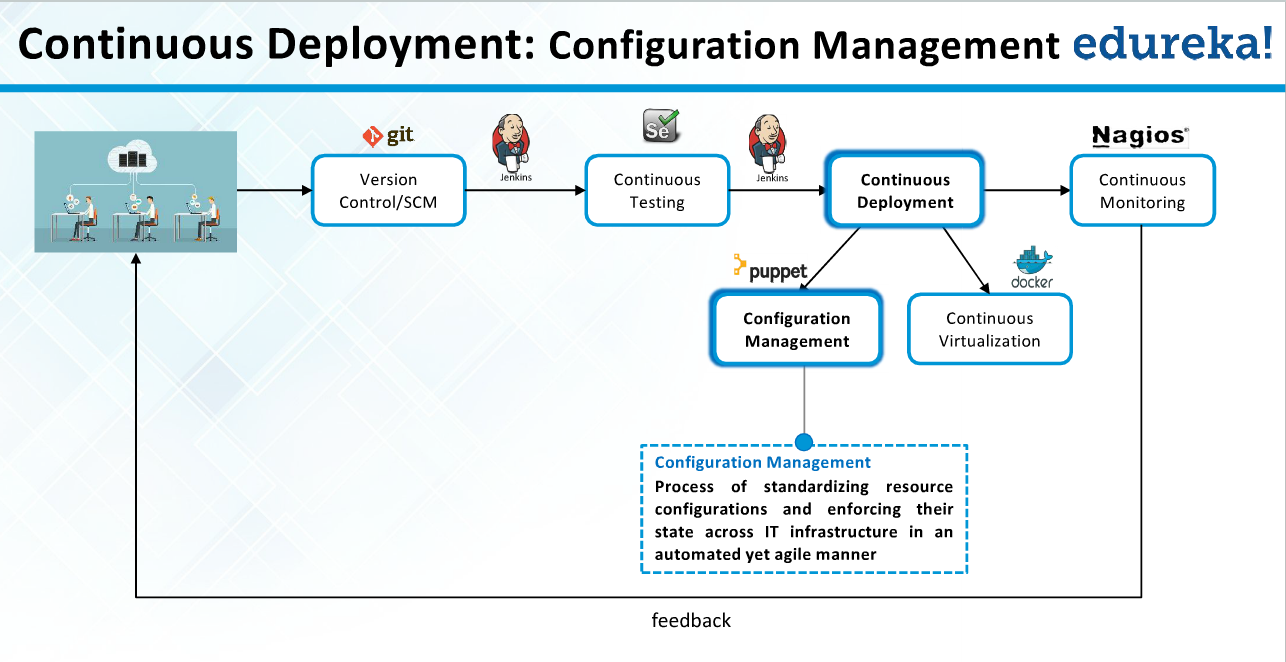 Continuous Deployment: Configuration Management edureka!
git
Jenkins
Se
Jenkins
Nagios®
Version
Control/SCM
Continuous
Testing
Continuous
Deployment
Continuous
Monitoring
puppet
docker
Configuration
Management
Continuous
Virtualization
Configuration Management
Process of standardizing resource
configurations and enforcing their
state across IT infrastructure in an
automated yet agile manner
feedback